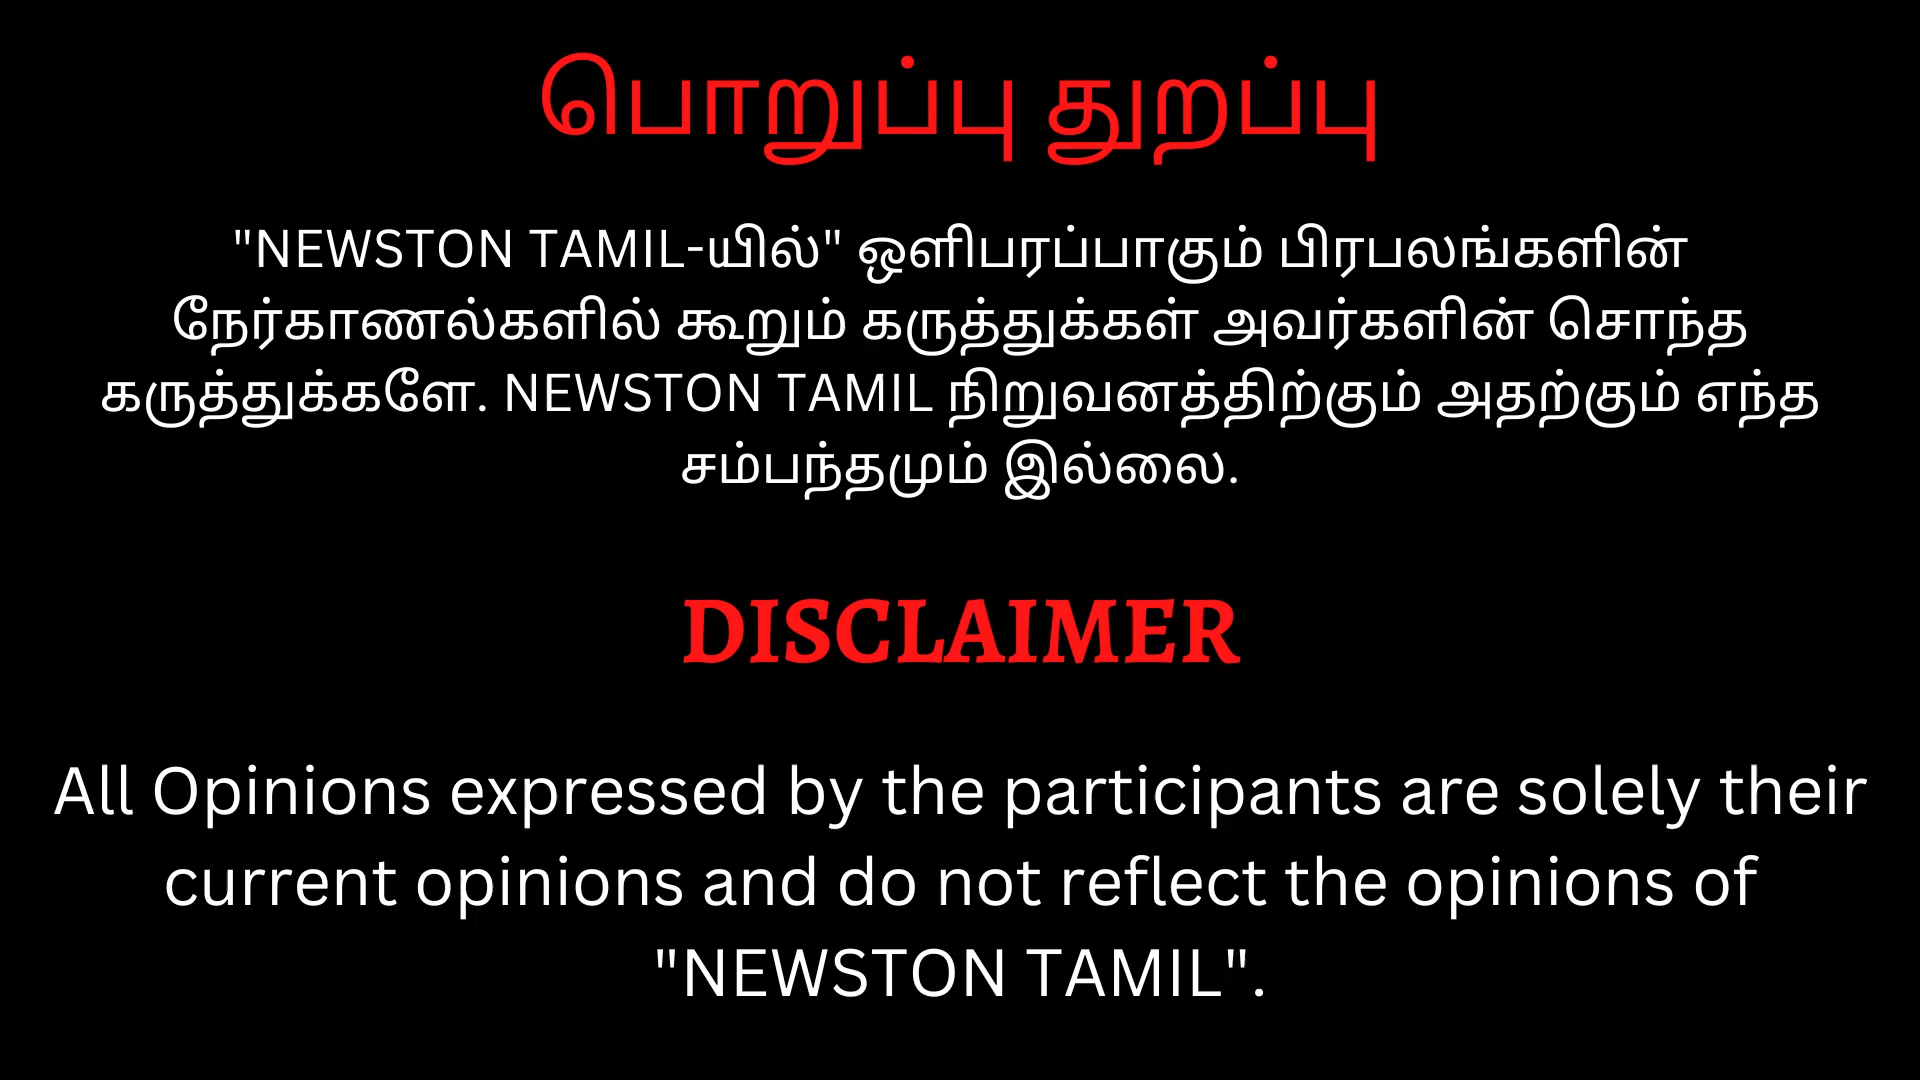 பொறுப்பு துறப்பு
"NEWSTON TAMIL-யில்" ஒளிபரப்பாகும் பிரபலங்களின்
நேர்காணல்களில் கூறும் கருத்துக்கள் அவர்களின் சொந்த
கருத்துக்களே. NEWSTON TAMIL நிறுவனத்திற்கும் அதற்கும் எந்த
சம்பந்தமும் இல்லை.
DISCLAIMER
All Opinions expressed by the participants are solely their
current opinions and do not reflect the opinions of
"NEWSTON TAMIL".